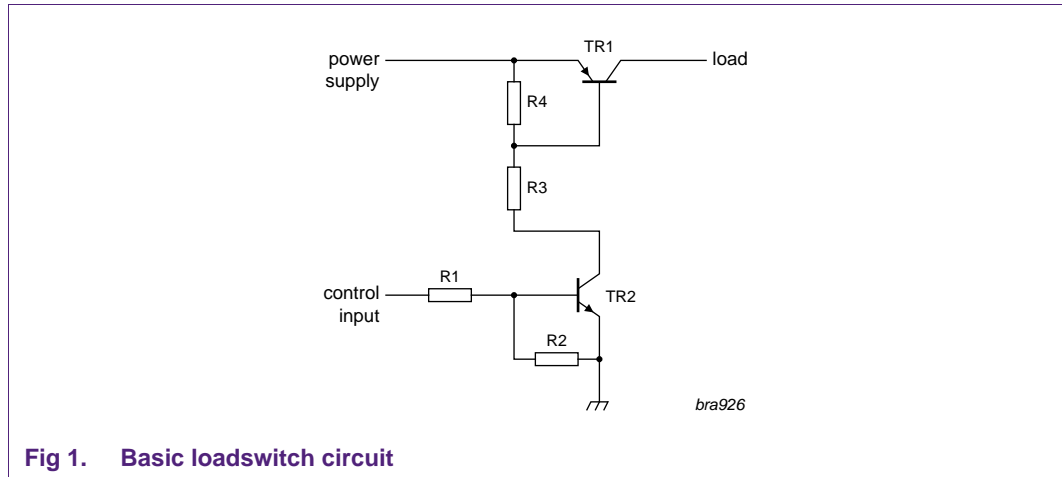 TR1
power
supply
load
R4
R3
R1
control
input
TR2
R2
bra926
Fig 1. Basic loadswitch circuit